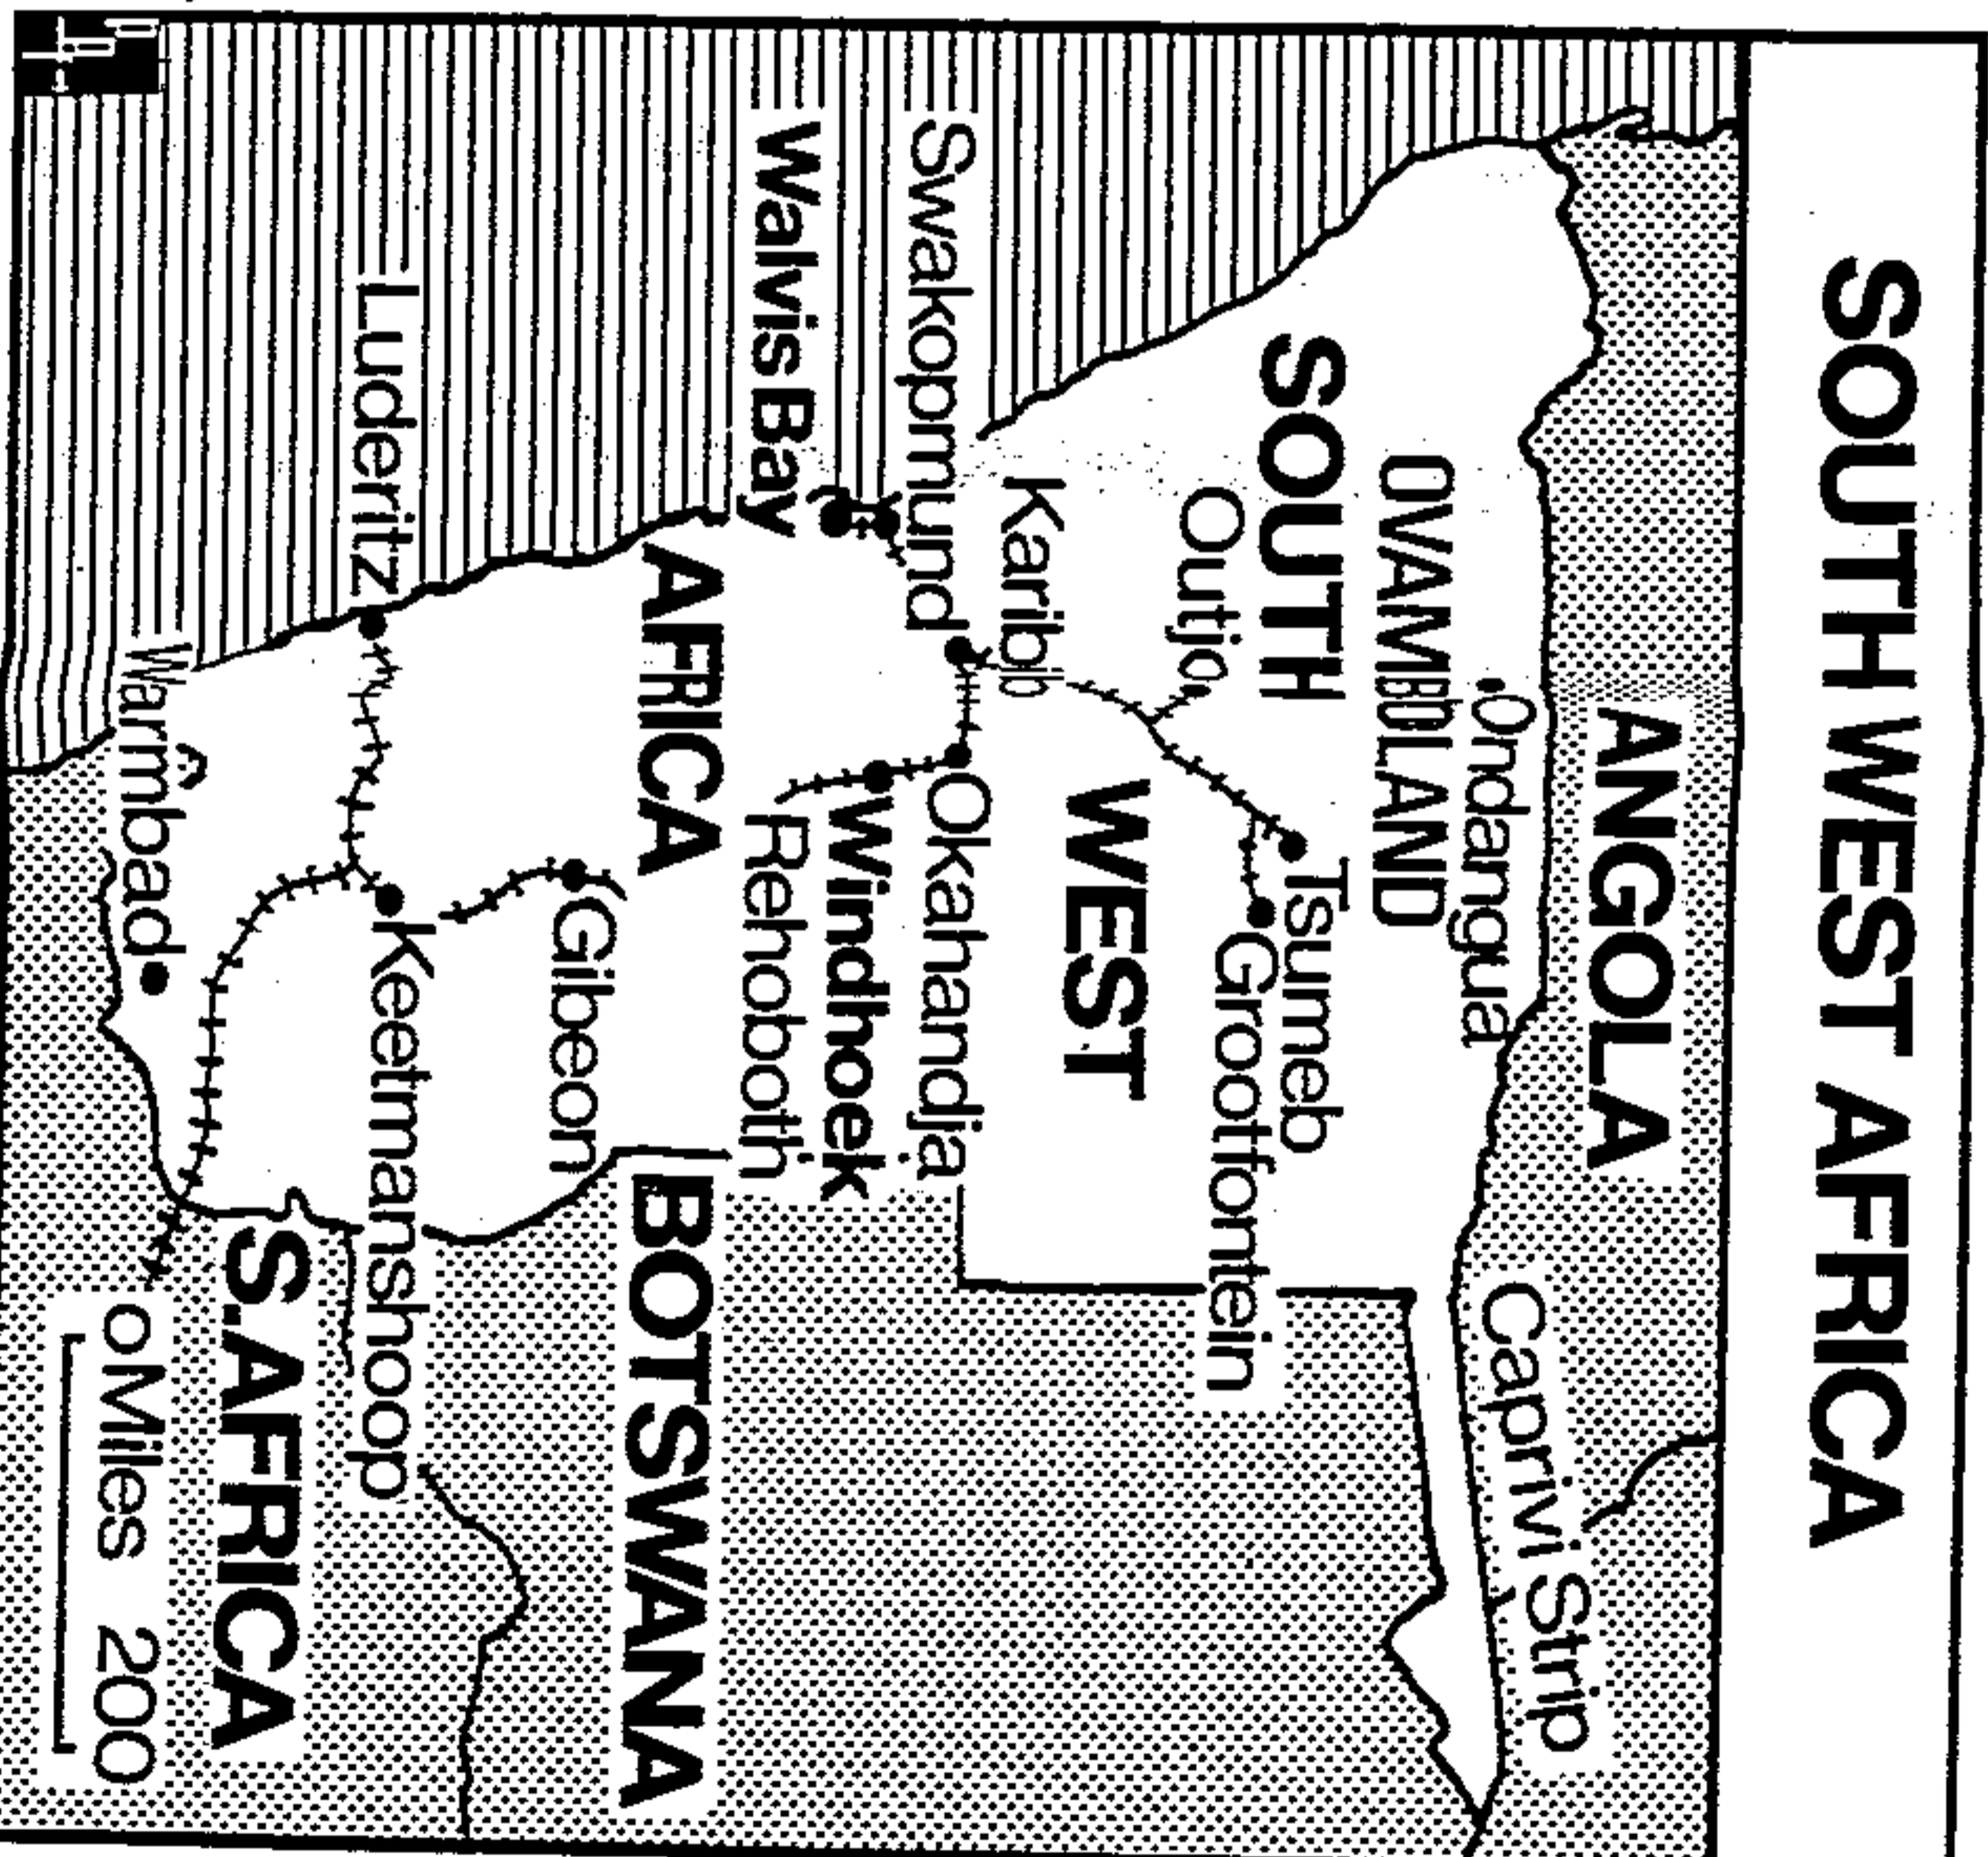 SOUTH WEST AFRICA
ANGOLA
Caprivi Strip
Ondangua
OVAMBOLAND
SOUTH
Tsumeb
Outjo
Grootfontein
WEST
Karibib
Swakopmund
Okahandja
Windhoek
Walvis Bay
Rehoboth
AFRICA
BOTSWANA
Gibeon
Luderitz
Keetmanshoop
S.AFRICA
Warmbad
0 Miles 200